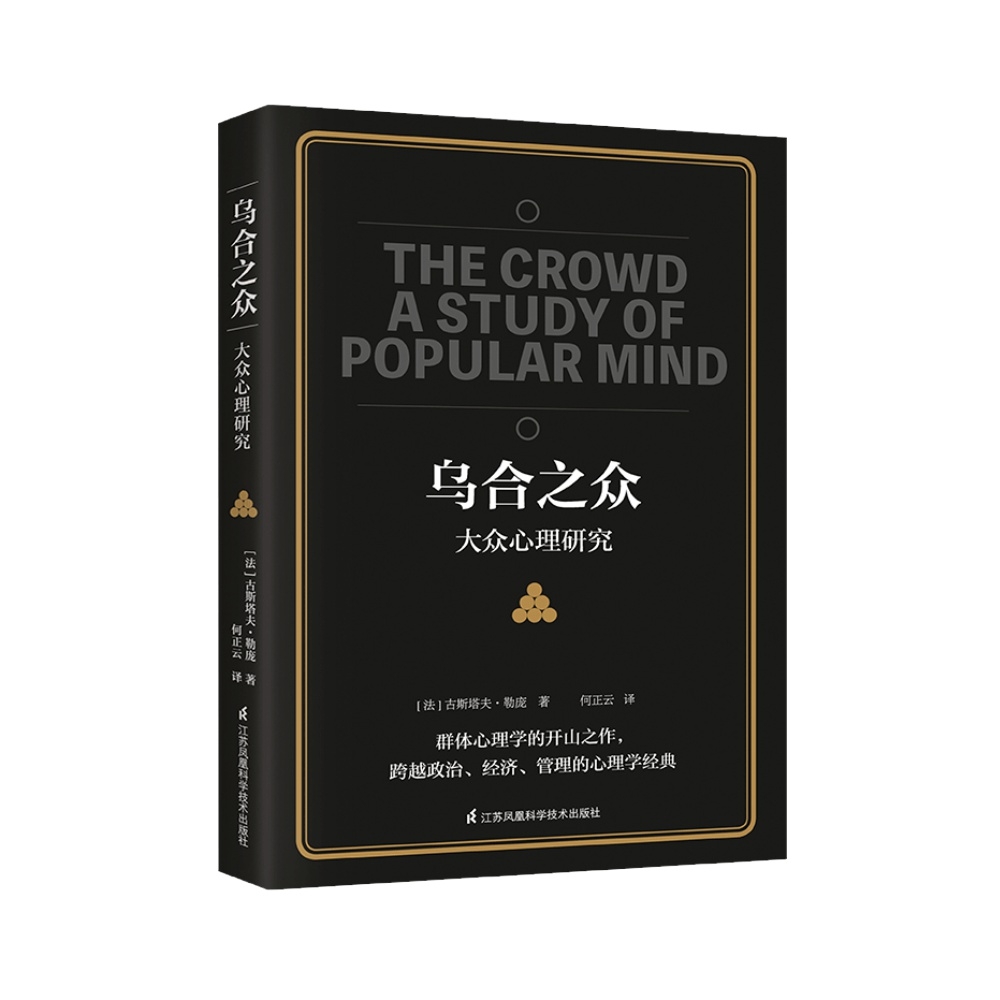 乌合之众
大众心理研究
[法]古斯塔夫·勒庞 著
何正云 译
江苏凤凰科学技术出版社
THE CROWD
A STUDY OF
POPULAR MIND
乌合之众
大众心理研究
[法]古斯塔夫·勒庞 著 何正云 译
群体心理学的开山之作,
跨越政治、经济、管理的心理学经典
江苏凤凰科学技术出版社